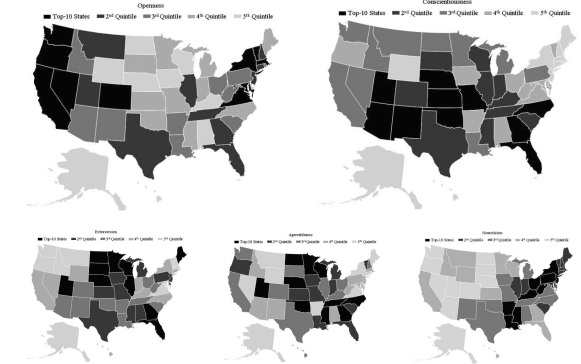 Openness
Top-10 States 2nd Quintile 3rd Quintile 4th Quintile 5th Quintile
Conscientiousness
Top-10 States 2nd Quintile 3rd Quintile 4th Quintile 5th Quintile
Extraversion
Top-10 States 2nd Quintile 3rd Quintile 4th Quintile 5th Quintile
Agreeableness
Top-10 States 2nd Quintile 3rd Quintile 4th Quintile 5th Quintile
Neuroticism
Top-10 States 2nd Quintile 3rd Quintile 4th Quintile 5th Quintile